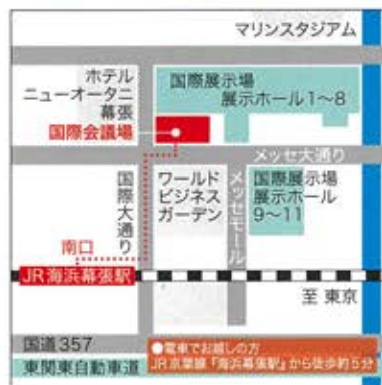 マリンスタジアム
ホテル
ニューオータニ
幕張
国際展示場
展示ホール1〜8
国際会議場
メッセ大通り
国際大通り
ワールド
ビジネス
ガーデン
メッセモール
国際展示場
展示ホール
9〜11
南口
JR海浜幕張駅
至 東京
国道357
東関東自動車道
●電車でお越しの方
JR京葉線「海浜幕張駅」から徒歩約5分